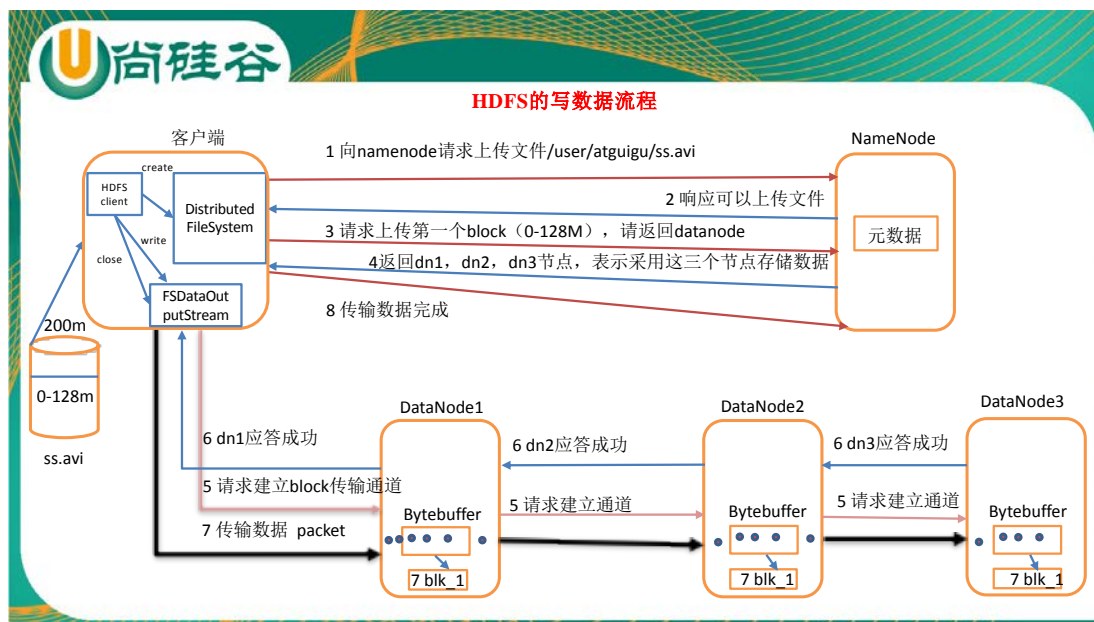 尚硅谷
HDFS的写数据流程
客户端
NameNode
1 向namenode请求上传文件/user/atguigu/ss.avi
create
HDFS
client
Distributed
FileSystem
2 响应可以上传文件
3 请求上传第一个block（0-128M），请返回datanode
元数据
write
close
4返回dn1，dn2，dn3节点，表示采用这三个节点存储数据
FSDataOut
putStream
8 传输数据完成
200m
0-128m
ss.avi
DataNode1
DataNode2
DataNode3
6 dn1应答成功
6 dn2应答成功
6 dn3应答成功
5 请求建立block传输通道
5 请求建立通道
5 请求建立通道
7 传输数据 packet
Bytebuffer
Bytebuffer
Bytebuffer
7 blk_1
7 blk_1
7 blk_1